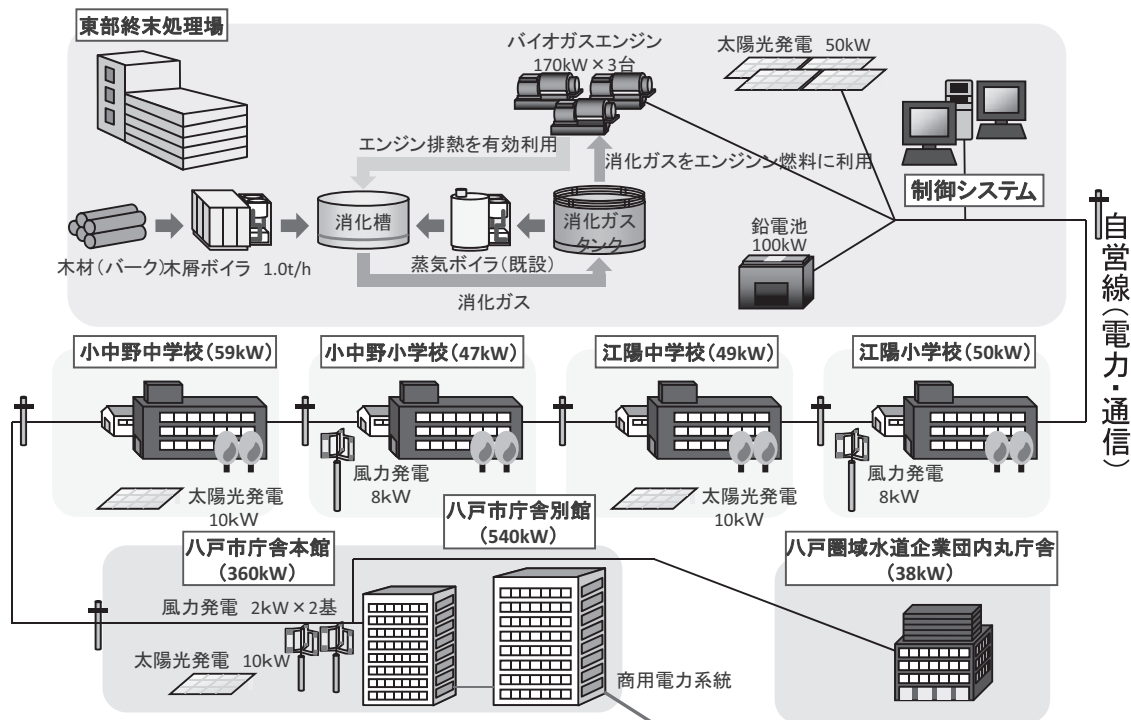 東部終末処理場
バイオガスエンジン
170kW×3台
太陽光発電 50kW
エンジン排熱を有効利用
消化ガスをエンジンン燃料に利用
制御システム
消化槽
消化ガス
タンク
鉛電池
100kW
木材(バーク)木屑ボイラ 1.0t/h
蒸気ボイラ(既設)
消化ガス
自営線(電力・通信)
小中野中学校(59kW)
小中野小学校(47kW)
江陽中学校(49kW)
江陽小学校(50kW)
太陽光発電
10kW
風力発電
8kW
太陽光発電
10kW
風力発電
8kW
八戸市庁舎本館
(360kW)
八戸市庁舎別館
(540kW)
八戸圏域水道企業団内丸庁舎
(38kW)
風力発電 2kW×2基
太陽光発電 10kW
商用電力系統